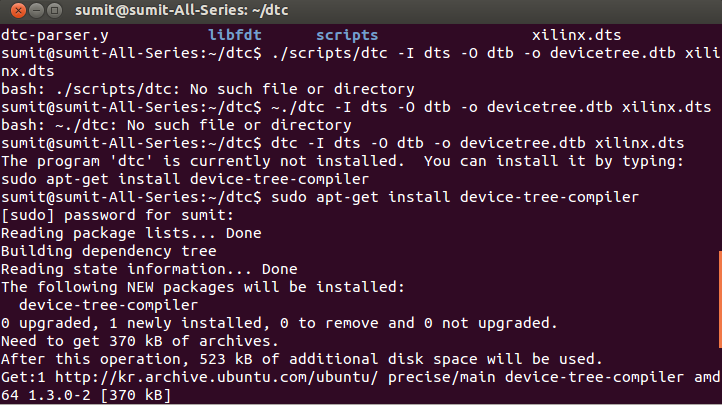 sumit@sumit-All-Series: ~/dtc
dtc-parser.y libfdt scripts xilinx.dts
sumit@sumit-All-Series:~/dtc$ ./scripts/dtc -I dts -O dtb -o devicetree.dtb xili
nx.dts
bash: ./scripts/dtc: No such file or directory
sumit@sumit-All-Series:~/dtc$ ~./dtc -I dts -O dtb -o devicetree.dtb xilinx.dts
bash: ~./dtc: No such file or directory
sumit@sumit-All-Series:~/dtc$ dtc -I dts -O dtb -o devicetree.dtb xilinx.dts
The program 'dtc' is currently not installed.  You can install it by typing:
sudo apt-get install device-tree-compiler
sumit@sumit-All-Series:~/dtc$ sudo apt-get install device-tree-compiler
[sudo] password for sumit:
Reading package lists... Done
Building dependency tree
Reading state information... Done
The following NEW packages will be installed:
  device-tree-compiler
0 upgraded, 1 newly installed, 0 to remove and 0 not upgraded.
Need to get 370 kB of archives.
After this operation, 523 kB of additional disk space will be used.
Get:1 http://kr.archive.ubuntu.com/ubuntu/ precise/main device-tree-compiler amd
64 1.3.0-2 [370 kB]